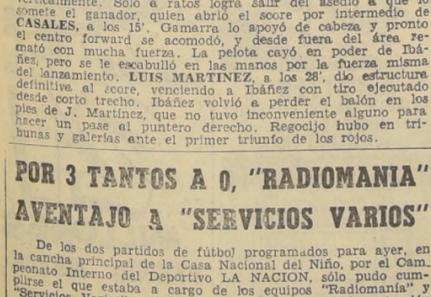 verticalmente. Sólo a ratos logra salir del asedio a que lo
somete el ganador, quien abrió el score por intermedio de
CASALES, a los 15'. Gamarra lo apoyó de cabeza y pronto
el centro forward se acomodó, y desde fuera del área re-
mató con mucha fuerza. La pelota cayó en poder de Ibá-
ñez, pero se le escabulló en las manos por la fuerza misma
del lanzamiento. LUIS MARTINEZ, a los 28', dio estructura
definitiva al score, venciendo a Ibáñez con tiro ejecutado
desde corto trecho. Ibáñez volvió a perder el balón en los
pies de J. Martínez, que no tuvo inconveniente alguno para
hacer un pase al puntero derecho. Regocijo hubo en tri-
bunas y galerías ante el primer triunfo de los rojos.
POR 3 TANTOS A 0, "RADIOMANIA"
AVENTAJO A "SERVICIOS VARIOS"
De los dos partidos de fútbol programados para ayer, en
la cancha principal de la Casa Nacional del Niño, por el Cam_
peonato Interno del Deportivo LA NACION, sólo pudo cum-
plirse el que estaba a cargo de los equipos "Radiomanía" y
"Servicios